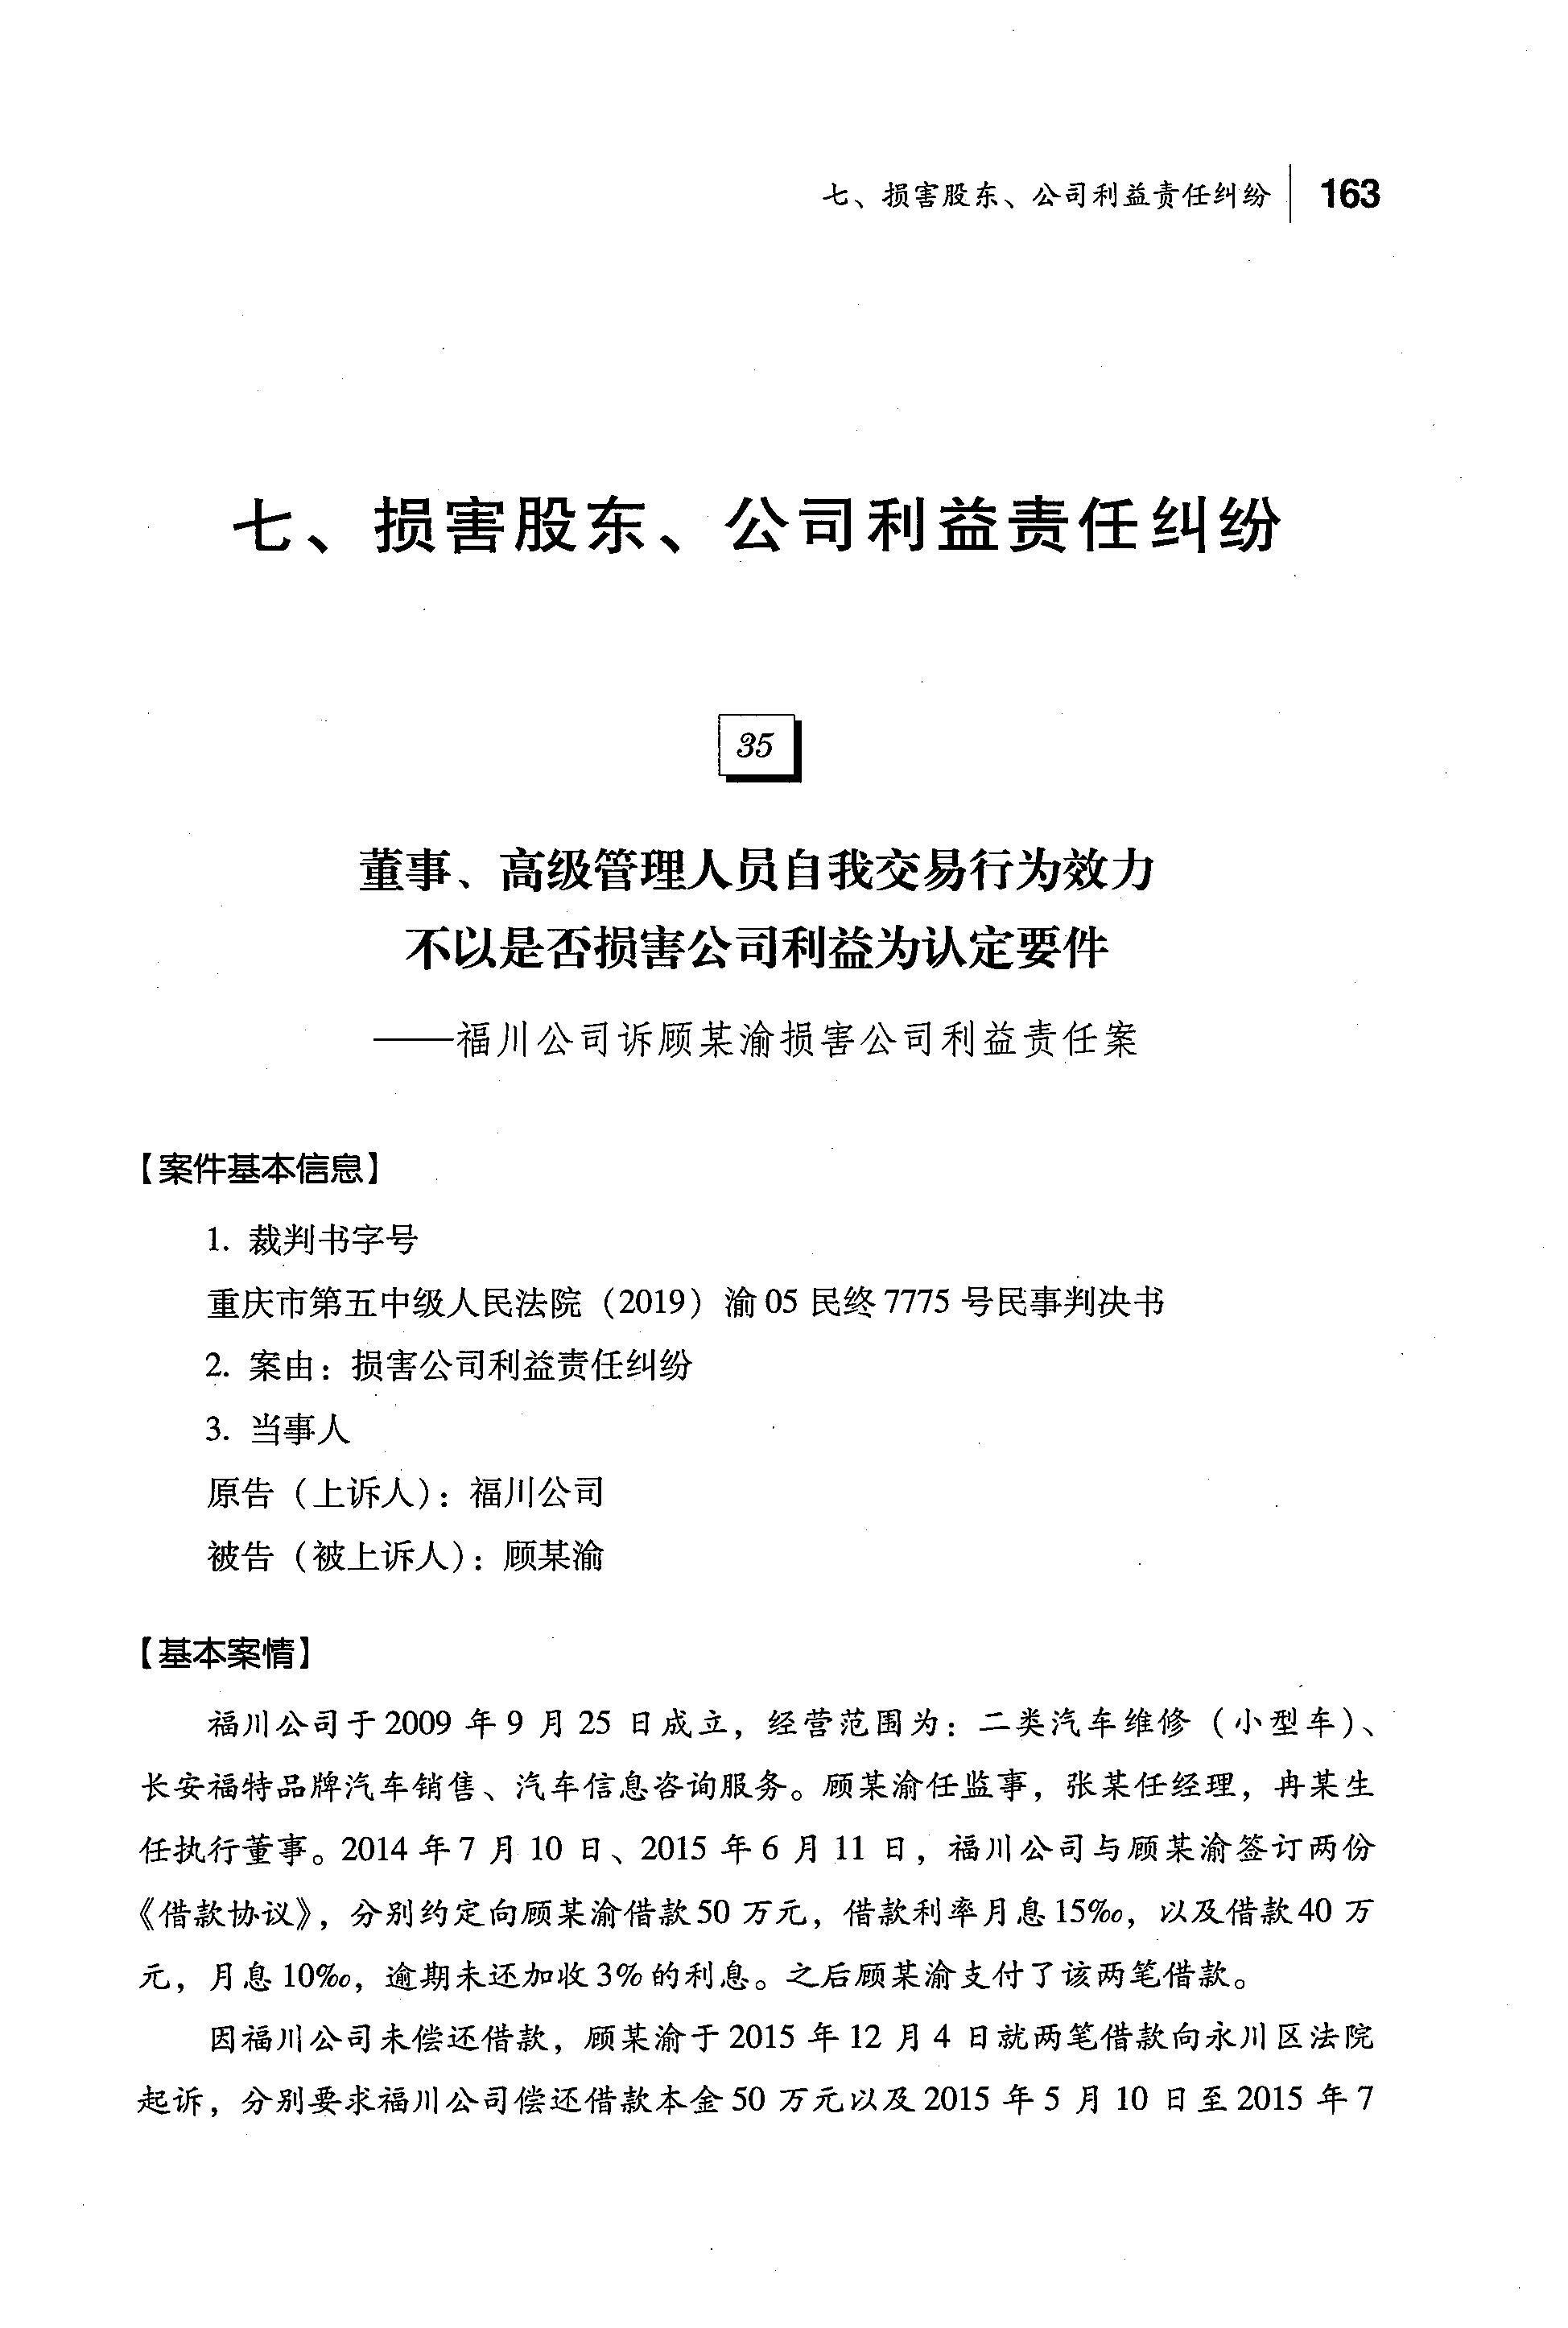 七、损害股东、公司利益责任纠纷 163
七、损害股东、公司利益责任纠纷
35
董事、高级管理人员自我交易行为效力
不以是否损害公司利益为认定要件
——福川公司诉顾某渝损害公司利益责任案
【案件基本信息】
1. 裁判书字号
重庆市第五中级人民法院（2019）渝05民终7775号民事判决书
2. 案由：损害公司利益责任纠纷
3. 当事人
原告（上诉人）：福川公司
被告（被上诉人）：顾某渝
【基本案情】
福川公司于2009年9月25日成立，经营范围为：二类汽车维修（小型车）、
长安福特品牌汽车销售、汽车信息咨询服务。顾某渝任监事，张某任经理，冉某生
任执行董事。2014年7月10日、2015年6月11日，福川公司与顾某渝签订两份
《借款协议》，分别约定向顾某渝借款50万元，借款利率月息15‰，以及借款40万
元，月息10‰，逾期未还加收3%的利息。之后顾某渝支付了该两笔借款。
因福川公司未偿还借款，顾某渝于2015年12月4日就两笔借款向永川区法院
起诉，分别要求福川公司偿还借款本金50万元以及2015年5月10日至2015年7